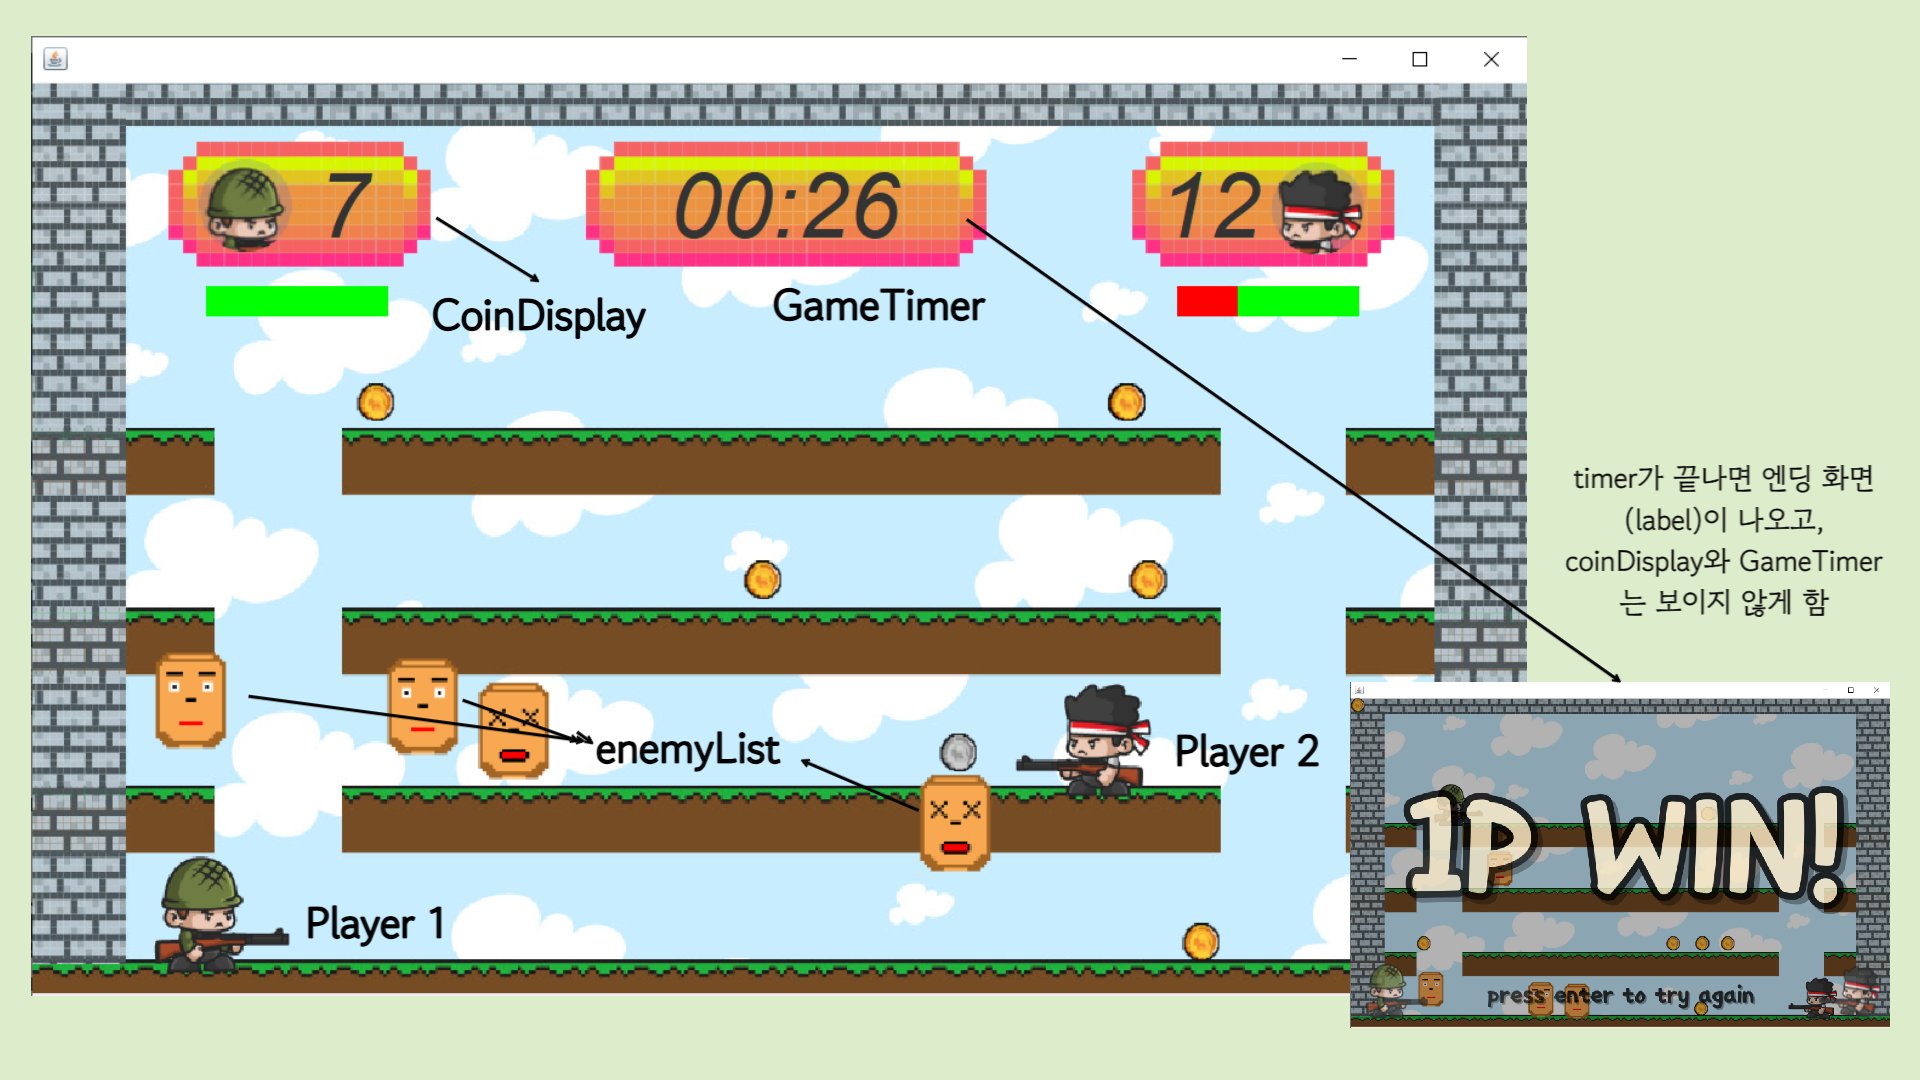 7
00:26
12
CoinDisplay
GameTimer
timer가 끝나면 엔딩 화면
(label)이 나오고,
coinDisplay와 GameTimer
는 보이지 않게 함
enemyList
Player 2
Player 1
1P WIN!
press enter to try again